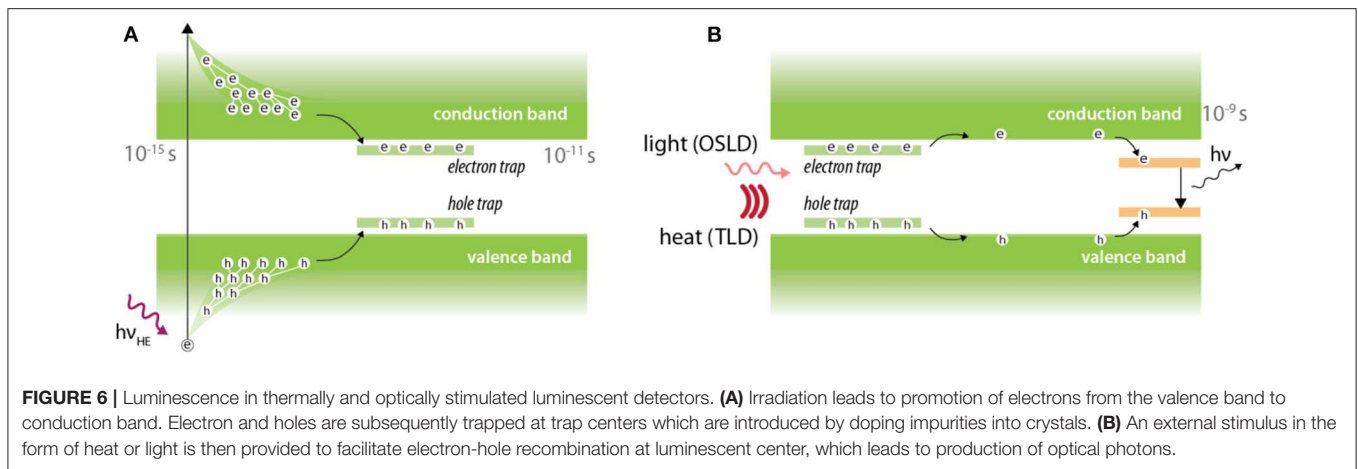 A
e
e e
e e e e
e e e e e
conduction band
10⁻¹⁵ s
10⁻¹¹ s
e e e e
electron trap
hole trap
h h h h
h h h h h
h h h h
h h
h
valence band
hνHE
e
B
conduction band
10⁻⁹ s
light (OSLD)
e e e e
electron trap
e e
e
hν
hole trap
h h h h
heat (TLD)
h h
h
valence band
FIGURE 6 | Luminescence in thermally and optically stimulated luminescent detectors. (A) Irradiation leads to promotion of electrons from the valence band to
conduction band. Electron and holes are subsequently trapped at trap centers which are introduced by doping impurities into crystals. (B) An external stimulus in the
form of heat or light is then provided to facilitate electron-hole recombination at luminescent center, which leads to production of optical photons.